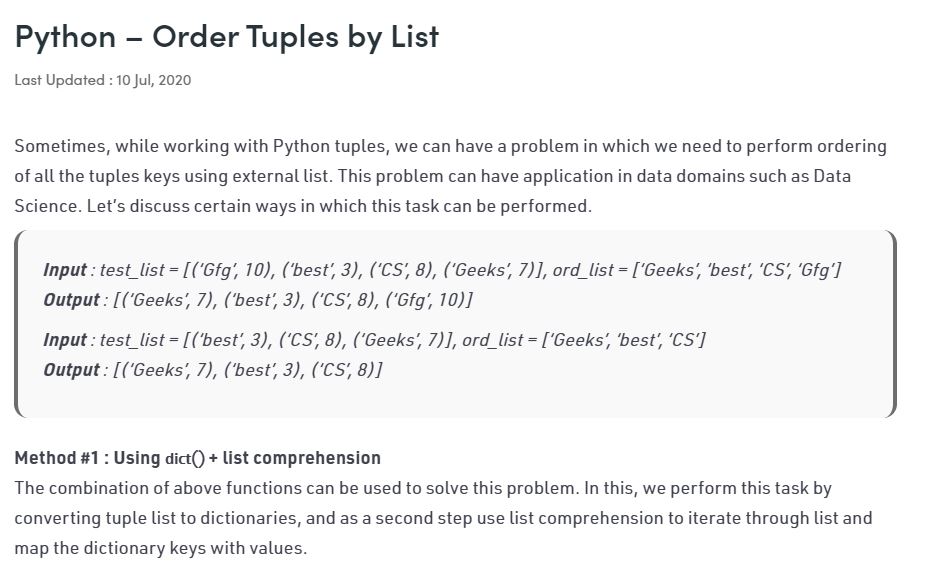 Python – Order Tuples by List
Last Updated : 10 Jul, 2020
Sometimes, while working with Python tuples, we can have a problem in which we need to perform ordering
of all the tuples keys using external list. This problem can have application in data domains such as Data
Science. Let’s discuss certain ways in which this task can be performed.
Input : test_list = [(‘Gfg’, 10), (‘best’, 3), (‘CS’, 8), (‘Geeks’, 7)], ord_list = [‘Geeks’, ‘best’, ‘CS’, ‘Gfg’]
Output : [(‘Geeks’, 7), (‘best’, 3), (‘CS’, 8), (‘Gfg’, 10)]
Input : test_list = [(‘best’, 3), (‘CS’, 8), (‘Geeks’, 7)], ord_list = [‘Geeks’, ‘best’, ‘CS’]
Output : [(‘Geeks’, 7), (‘best’, 3), (‘CS’, 8)]
Method #1 : Using dict() + list comprehension
The combination of above functions can be used to solve this problem. In this, we perform this task by
converting tuple list to dictionaries, and as a second step use list comprehension to iterate through list and
map the dictionary keys with values.